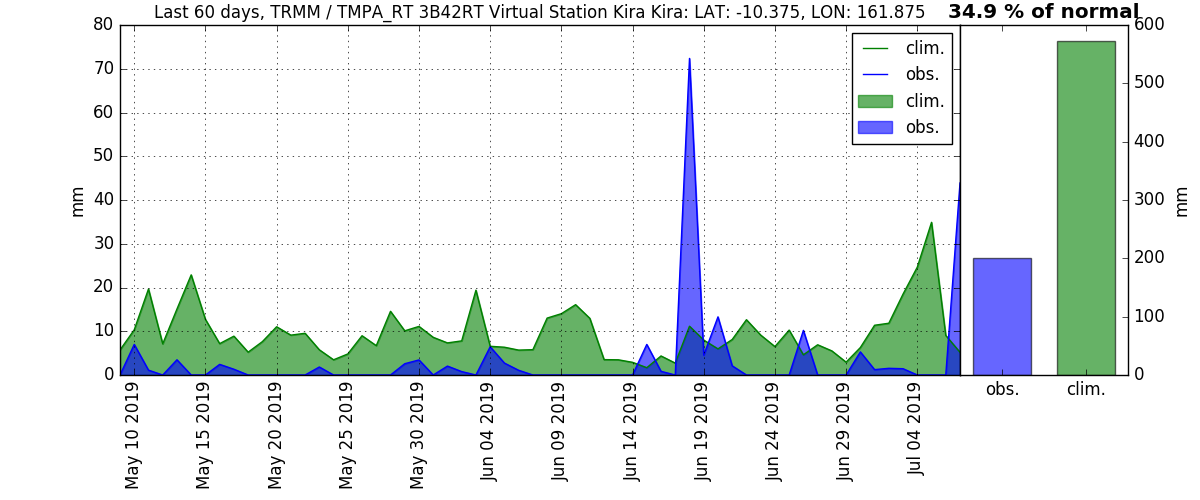 Last 60 days, TRMM / TMPA_RT 3B42RT Virtual Station Kira Kira: LAT: -10.375, LON: 161.875
34.9 % of normal
80
70
60
50
40
30
20
10
0
mm
clim.
obs.
clim.
obs.
600
500
400
300
200
100
0
mm
obs.
clim.
May 10 2019
May 15 2019
May 20 2019
May 25 2019
May 30 2019
Jun 04 2019
Jun 09 2019
Jun 14 2019
Jun 19 2019
Jun 24 2019
Jun 29 2019
Jul 04 2019